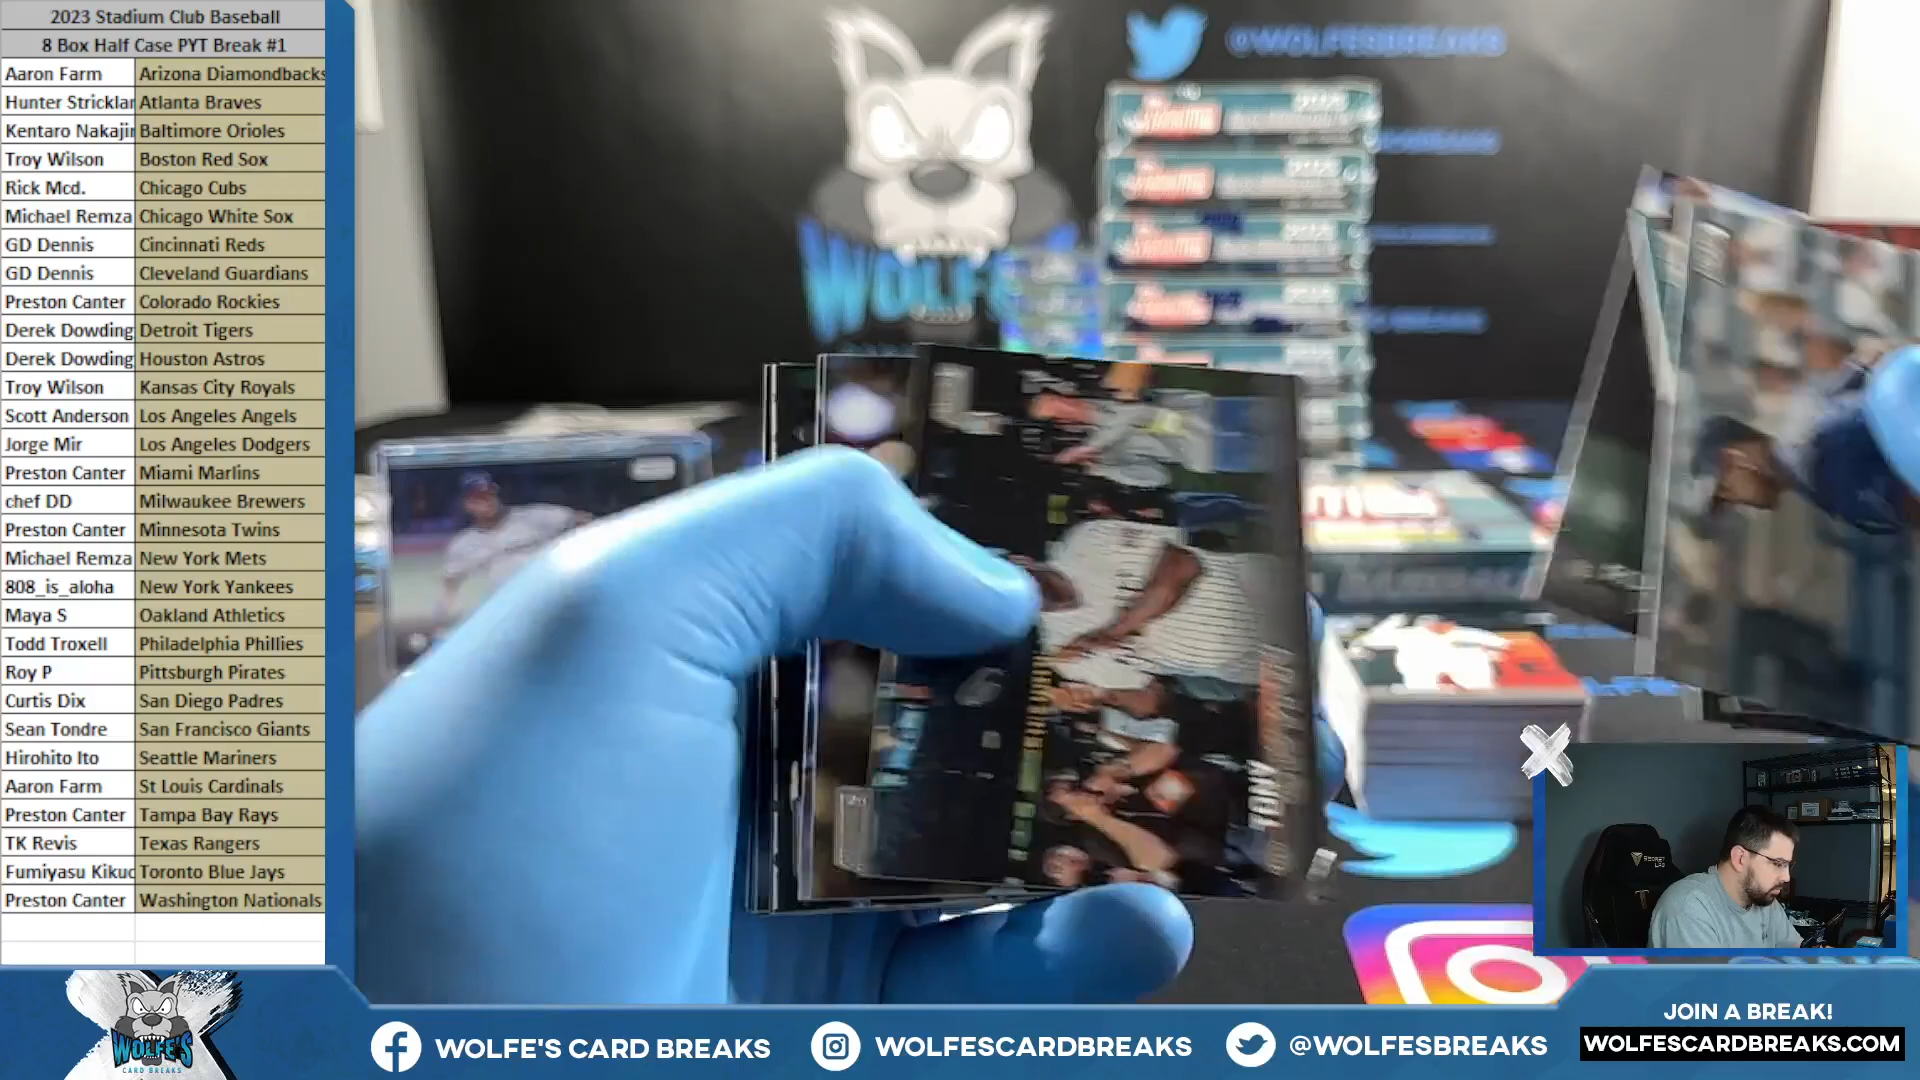 2023 Stadium Club Baseball
8 Box Half Case PYT Break #1
Aaron Farm Arizona Diamondbacks
Hunter Stricklar Atlanta Braves
Kentaro Nakajir Baltimore Orioles
Troy Wilson Boston Red Sox
Rick Mcd. Chicago Cubs
Michael Remza Chicago White Sox
GD Dennis Cincinnati Reds
GD Dennis Cleveland Guardians
Preston Canter Colorado Rockies
Derek Dowding Detroit Tigers
Derek Dowding Houston Astros
Troy Wilson Kansas City Royals
Scott Anderson Los Angeles Angels
Jorge Mir Los Angeles Dodgers
Preston Canter Miami Marlins
chef DD Milwaukee Brewers
Preston Canter Minnesota Twins
Michael Remza New York Mets
808_is_aloha New York Yankees
Maya S Oakland Athletics
Todd Troxell Philadelphia Phillies
Roy P Pittsburgh Pirates
Curtis Dix San Diego Padres
Sean Tondre San Francisco Giants
Hirohito Ito Seattle Mariners
Aaron Farm St Louis Cardinals
Preston Canter Tampa Bay Rays
TK Revis Texas Rangers
Fumiyasu Kikuc Toronto Blue Jays
Preston Canter Washington Nationals
@WOLFESBREAKS
WOLFE'S
TONY
WOLFE'S
CARD BREAKS
WOLFE'S CARD BREAKS
WOLFESCARDBREAKS
@WOLFESBREAKS
JOIN A BREAK!
WOLFESCARDBREAKS.COM